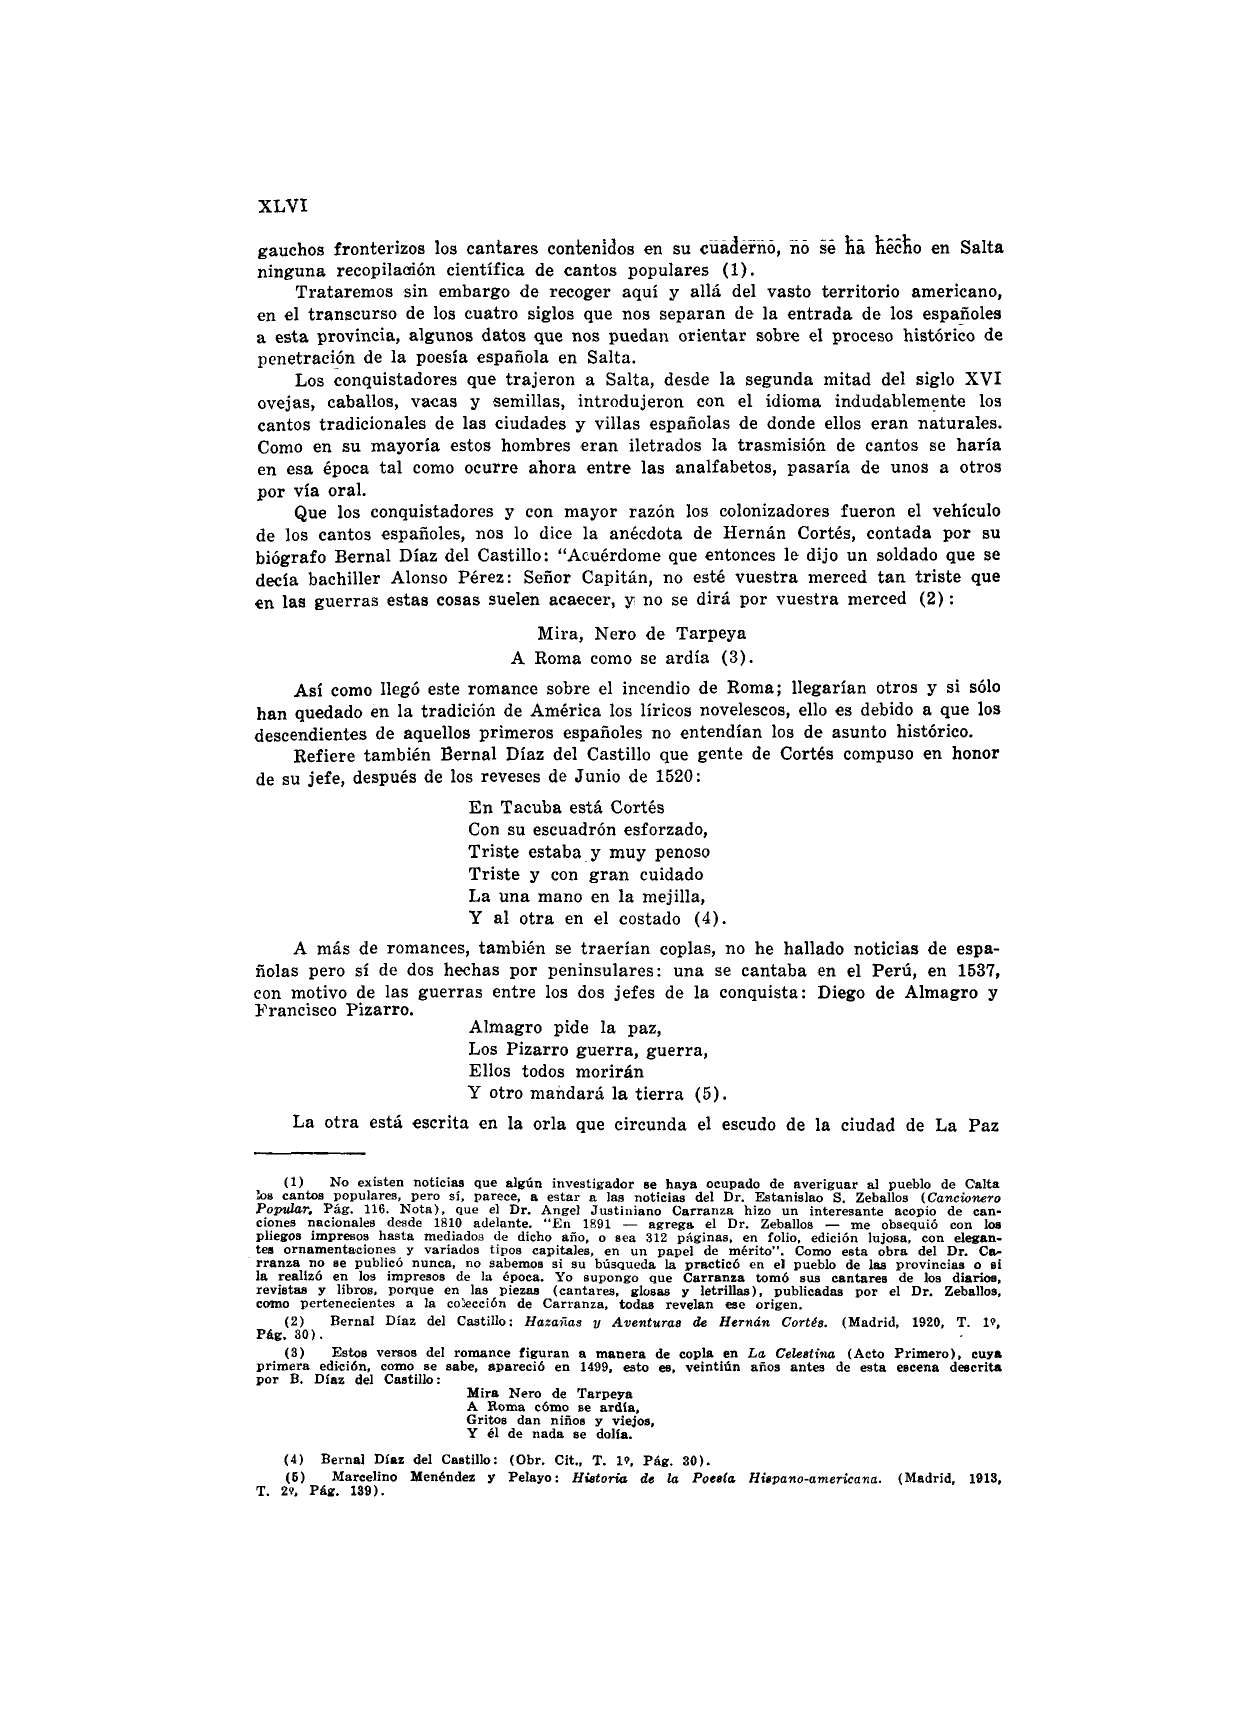 XLVI
gauchos fronterizos los cantares contenidos en su cuaderno, no se ha hecho en Salta
ninguna recopilación científica de cantos populares (1).
Trataremos sin embargo de recoger aquí y allá del vasto territorio americano,
en el transcurso de los cuatro siglos que nos separan de la entrada de los españoles
a esta provincia, algunos datos que nos puedan orientar sobre el proceso histórico de
penetración de la poesía española en Salta.
Los conquistadores que trajeron a Salta, desde la segunda mitad del siglo XVI
ovejas, caballos, vacas y semillas, introdujeron con el idioma indudablemente los
cantos tradicionales de las ciudades y villas españolas de donde ellos eran naturales.
Como en su mayoría estos hombres eran iletrados la trasmisión de cantos se haría
en esa época tal como ocurre ahora entre las analfabetos, pasaría de unos a otros
por vía oral.
Que los conquistadores y con mayor razón los colonizadores fueron el vehículo
de los cantos españoles, nos lo dice la anécdota de Hernán Cortés, contada por su
biógrafo Bernal Díaz del Castillo: "Acuérdome que entonces le dijo un soldado que se
decía bachiller Alonso Pérez: Señor Capitán, no esté vuestra merced tan triste que
en las guerras estas cosas suelen acaecer, y no se dirá por vuestra merced (2):
Mira, Nero de Tarpeya
A Roma como se ardía (3).
Así como llegó este romance sobre el incendio de Roma; llegarían otros y si sólo
han quedado en la tradición de América los líricos novelescos, ello es debido a que los
descendientes de aquellos primeros españoles no entendían los de asunto histórico.
Refiere también Bernal Díaz del Castillo que gente de Cortés compuso en honor
de su jefe, después de los reveses de Junio de 1520:
En Tacuba está Cortés
Con su escuadrón esforzado,
Triste estaba y muy penoso
Triste y con gran cuidado
La una mano en la mejilla,
Y al otra en el costado (4).
A más de romances, también se traerían coplas, no he hallado noticias de espa-
ñolas pero sí de dos hechas por peninsulares: una se cantaba en el Perú, en 1537,
con motivo de las guerras entre los dos jefes de la conquista: Diego de Almagro y
Francisco Pizarro.
Almagro pide la paz,
Los Pizarro guerra, guerra,
Ellos todos morirán
Y otro mandará la tierra (5).
La otra está escrita en la orla que circunda el escudo de la ciudad de La Paz
(1) No existen noticias que algún investigador se haya ocupado de averiguar al pueblo de Calta
los cantos populares, pero sí, parece, a estar a las noticias del Dr. Estanislao S. Zeballos (Cancionero
Popular, Pág. 116. Nota), que el Dr. Angel Justiniano Carranza hizo un interesante acopio de can-
ciones nacionales desde 1810 adelante. "En 1891 — agrega el Dr. Zeballos — me obsequió con los
pliegos impresos hasta mediados de dicho año, o sea 312 páginas, en folio, edición lujosa, con elegan-
tes ornamentaciones y variados tipos capitales, en un papel de mérito". Como esta obra del Dr. Ca-
rranza no se publicó nunca, no sabemos si su búsqueda la practicó en el pueblo de las provincias o si
la realizó en los impresos de la época. Yo supongo que Carranza tomó sus cantares de los diarios,
revistas y libros, porque en las piezas (cantares, glosas y letrillas), publicadas por el Dr. Zeballos,
como pertenecientes a la colección de Carranza, todas revelan ese origen.
(2) Bernal Díaz del Castillo: Hazañas y Aventuras de Hernán Cortés. (Madrid, 1920, T. 1º,
Pág. 30).
(3) Estos versos del romance figuran a manera de copla en La Celestina (Acto Primero), cuya
primera edición, como se sabe, apareció en 1499, esto es, veintiún años antes de esta escena descrita
por B. Díaz del Castillo:
Mira Nero de Tarpeya
A Roma cómo se ardía,
Gritos dan niños y viejos,
Y él de nada se dolía.
(4) Bernal Díaz del Castillo: (Obr. Cit., T. 1º, Pág. 30).
(5) Marcelino Menéndez y Pelayo: Historia de la Poesía Hispano-americana. (Madrid, 1913,
T. 2º, Pág. 139).